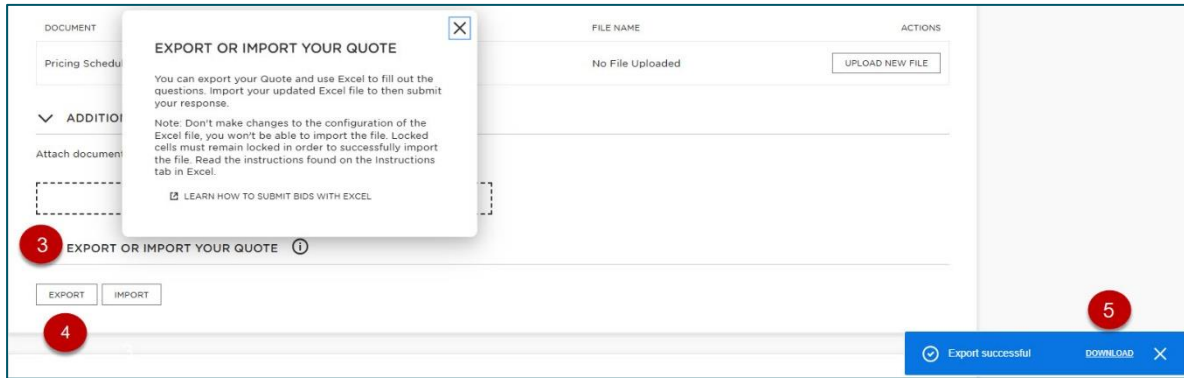 DOCUMENT
FILE NAME
ACTIONS
EXPORT OR IMPORT YOUR QUOTE
Pricing Schedul
No File Uploaded
UPLOAD NEW FILE
You can export your Quote and use Excel to fill out the
questions. Import your updated Excel file to then submit
your response.
Note: Don't make changes to the configuration of the
Excel file, you won't be able to import the file. Locked
cells must remain locked in order to successfully import
the file. Read the instructions found on the Instructions
tab in Excel.
LEARN HOW TO SUBMIT BIDS WITH EXCEL
ADDITIO
Attach document
3
EXPORT OR IMPORT YOUR QUOTE
EXPORT
IMPORT
4
5
Export successful
DOWNLOAD